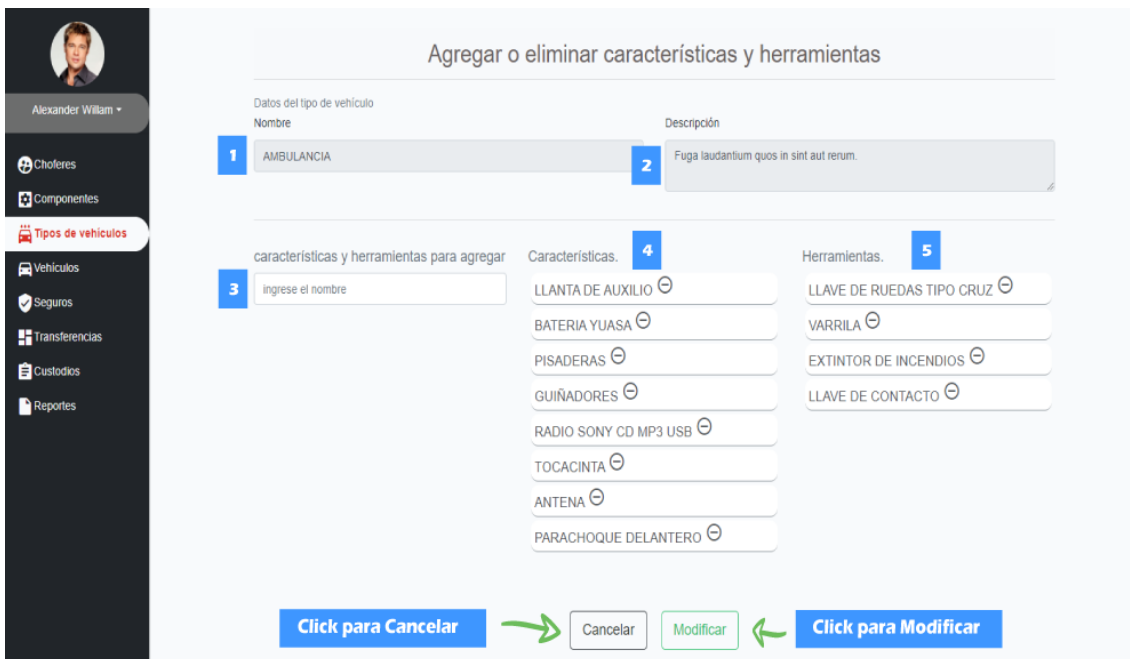 Alexander Willam
Choferes
Componentes
Tipos de vehículos
Vehículos
Seguros
Transferencias
Custodios
Reportes
Agregar o eliminar característícas y herramientas
Datos del tipo de vehículo
Nombre
Descripción
1
AMBULANCIA
2
Fuga laudantium quos in sint aut rerum.
característícas y herramientas para agregar
3
ingrese el nombre
Característícas.
4
LLANTA DE AUXILIO
BATERIA YUASA
PISADERAS
GUIÑADORES
RADIO SONY CD MP3 USB
TOCACINTA
ANTENA
PARACHOQUE DELANTERO
Herramientas.
5
LLAVE DE RUEDAS TIPO CRUZ
VARRILA
EXTINTOR DE INCENDIOS
LLAVE DE CONTACTO
Click para Cancelar
Cancelar
Modificar
Click para Modificar